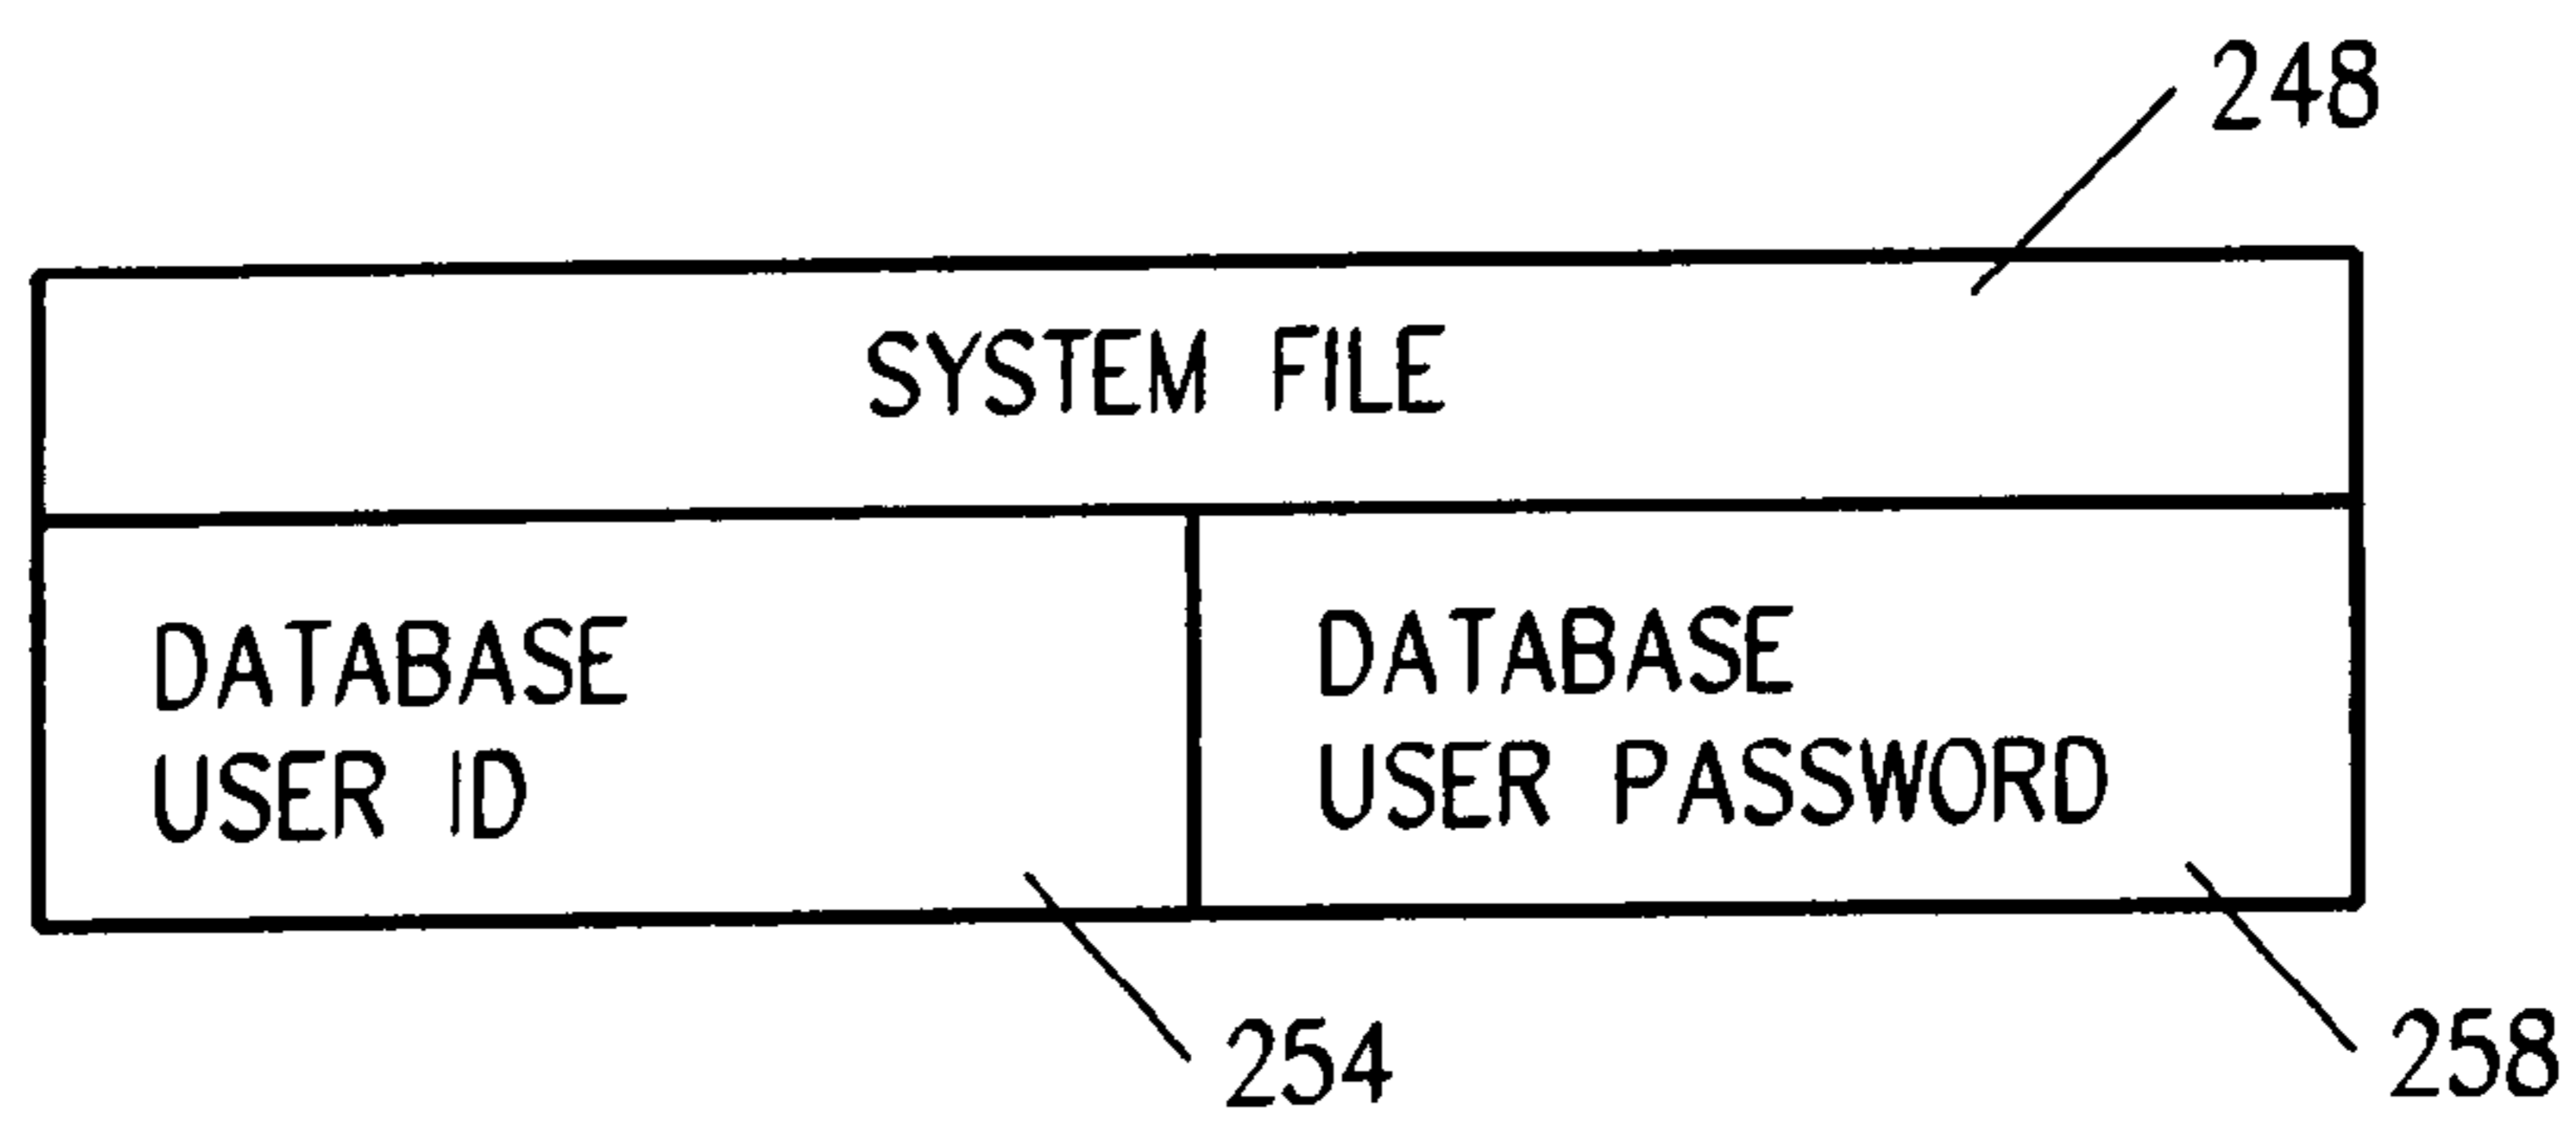 248
SYSTEM FILE
DATABASE
USER ID
DATABASE
USER PASSWORD
254
258